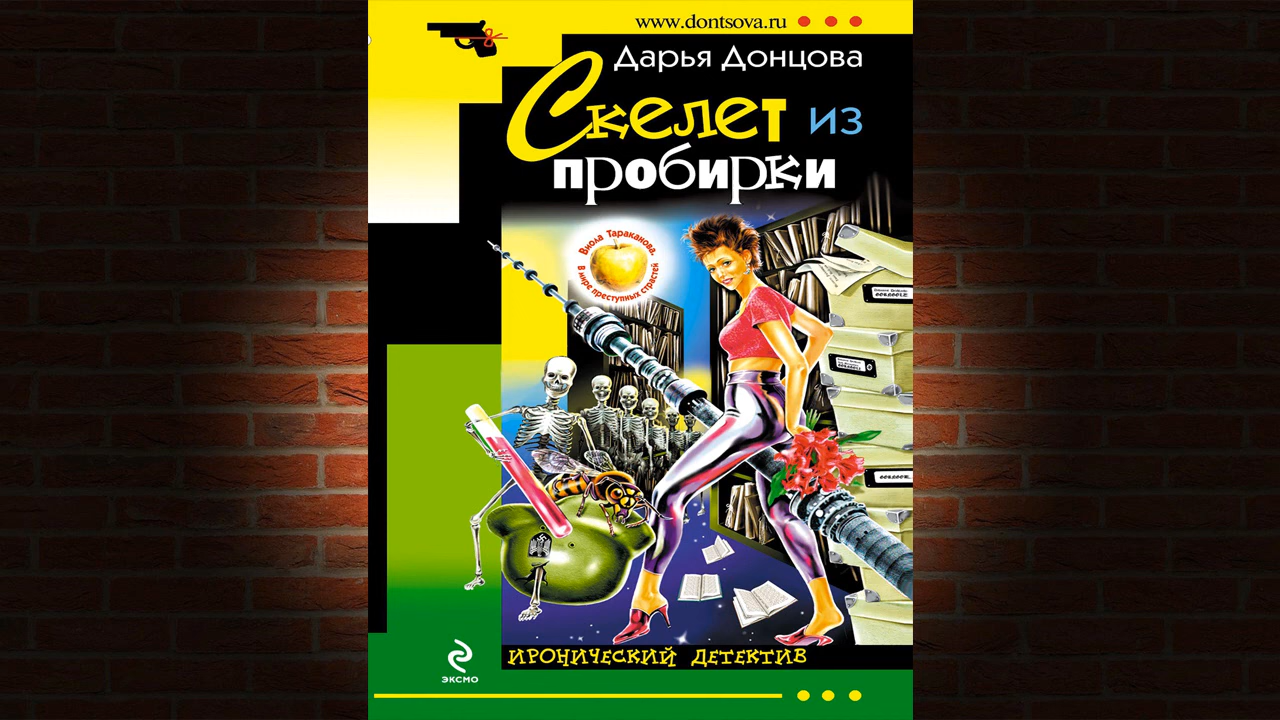 www.dontsova.ru
Дарья Донцова
Скелет из
пробирки
Виола Тараканова.
В мире преступных страстей
ИРОНИЧЕСКИЙ ДЕТЕКТИВ
ЭКСМО